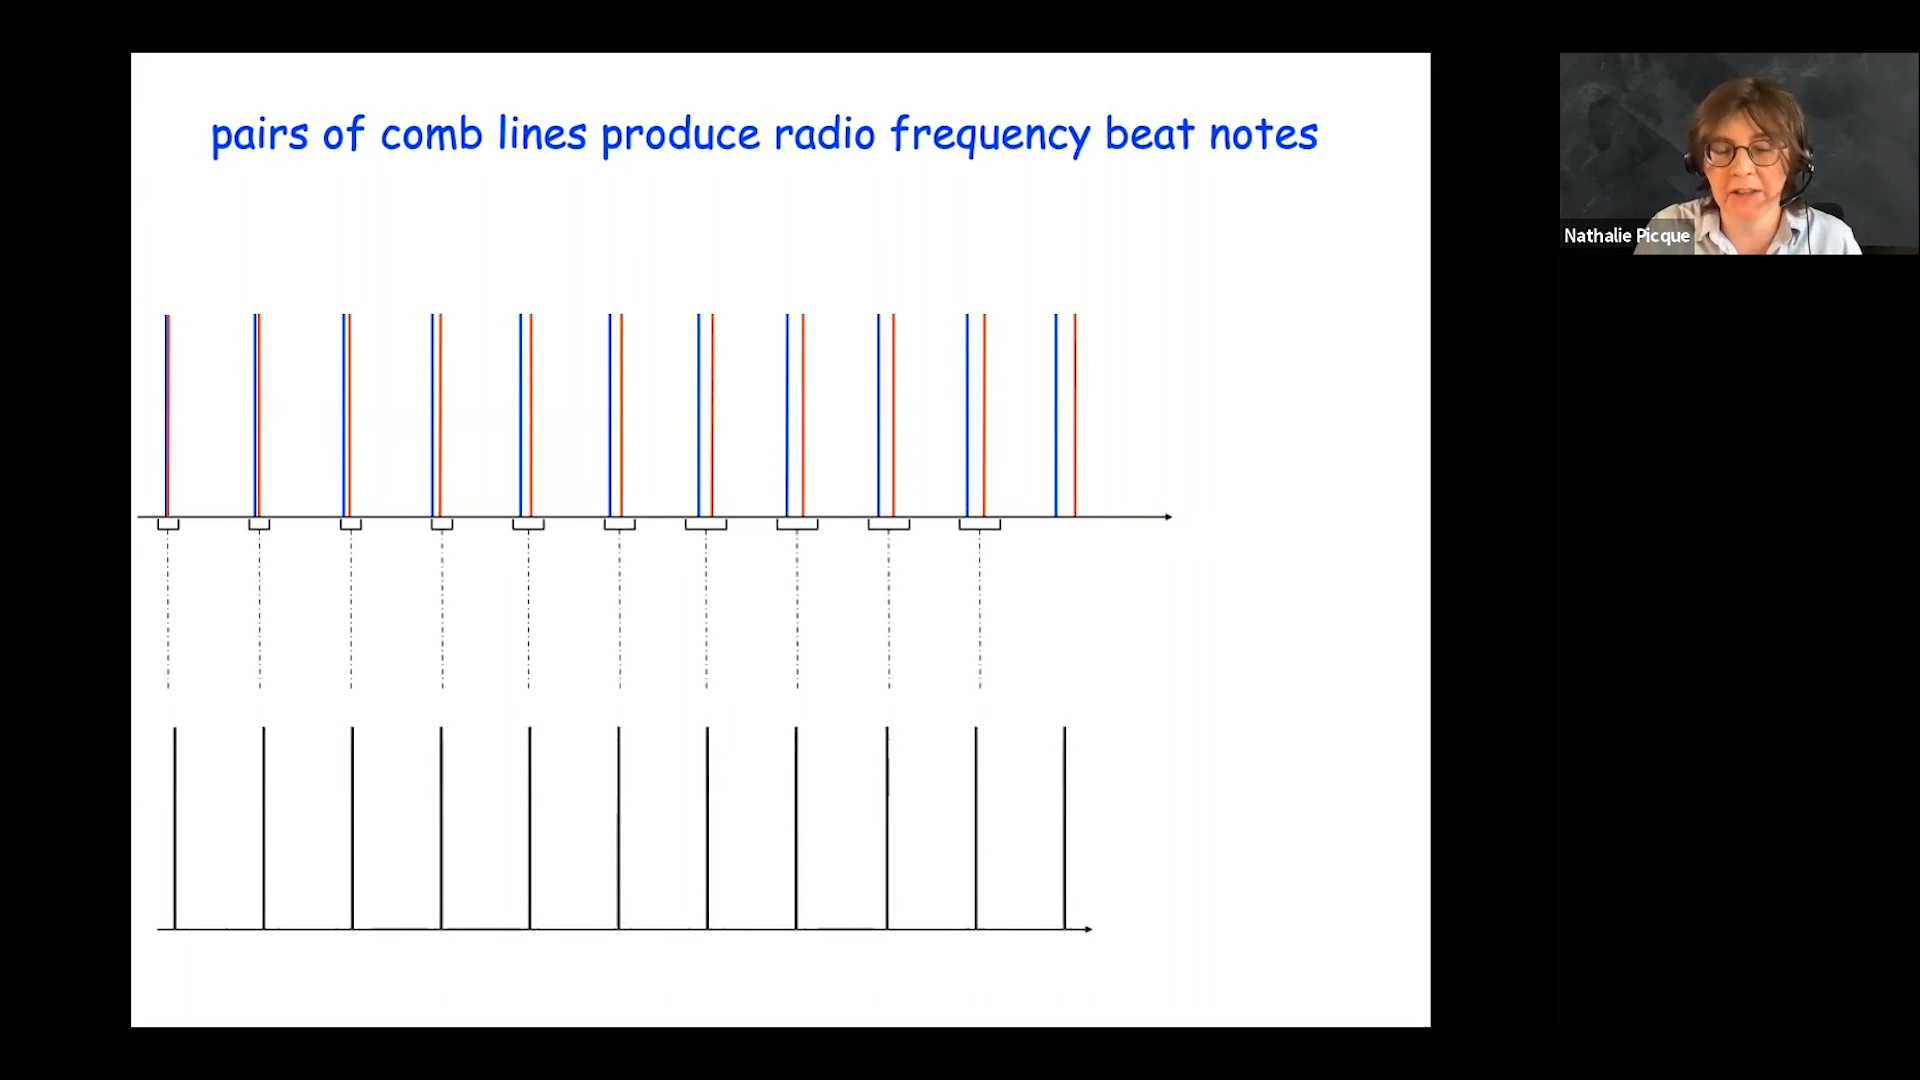 pairs of comb lines produce radio frequency beat notes
Nathalie Picque